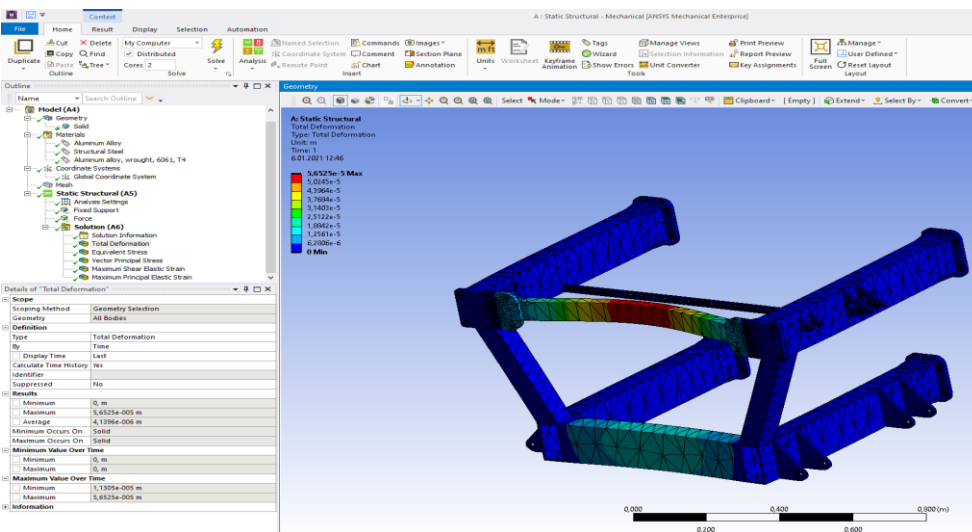 Context
A : Static Structural - Mechanical [ANSYS Mechanical Enterprise]
File Home Result Display Selection Automation
Duplicate
Cut
Copy
Paste
Delete
Find
Tree
Outline
My Computer
Distributed
Cores 2
Solve
Solve
Analysis
Named Selection
Coordinate System
Remote Point
Commands
Comment
Chart
Images
Section Plane
Annotation
Insert
Units
Worksheet
Keyframe Animation
Tags
Wizard
Show Errors
Manage Views
Selection Information
Unit Converter
Print Preview
Report Preview
Key Assignments
Tools
Full Screen
Manage
User Defined
Reset Layout
Layout
Outline
Name
Search Outline
Model (A4)
Geometry
Solid
Materials
Aluminum Alloy
Structural Steel
Aluminum alloy, wrought, 6061, T4
Coordinate Systems
Global Coordinate System
Mesh
Static Structural (A5)
Analysis Settings
Fixed Support
Force
Solution (A6)
Solution Information
Total Deformation
Equivalent Stress
Vector Principal Stress
Maximum Shear Elastic Strain
Maximum Principal Elastic Strain
Details of "Total Deformation"
Scope
Scoping Method Geometry Selection
Geometry All Bodies
Definition
Type Total Deformation
By Time
Display Time Last
Calculate Time History Yes
Identifier
Suppressed No
Results
Minimum 0, m
Maximum 5,6525e-005 m
Average 4,1396e-006 m
Minimum Occurs On Solid
Maximum Occurs On Solid
Minimum Value Over Time
Minimum 0, m
Maximum 0, m
Maximum Value Over Time
Minimum 1,1305e-005 m
Maximum 5,6525e-005 m
Information
Geometry
Select Mode Clipboard [ Empty ] Extend Select By Convert
A: Static Structural
Total Deformation
Type: Total Deformation
Unit: m
Time: 1
6.01.2021 12:46
5,6525e-5 Max
5,0245e-5
4,3964e-5
3,7684e-5
3,1403e-5
2,5122e-5
1,8842e-5
1,2561e-5
6,2806e-6
0 Min
0,000 0,400 0,800 (m)
0,200 0,600